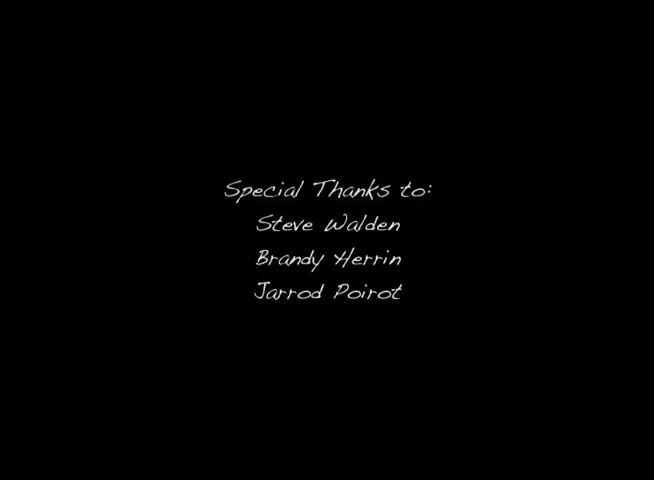 Special Thanks to:
Steve Walden
Brandy Herrin
Jarrod Poirot